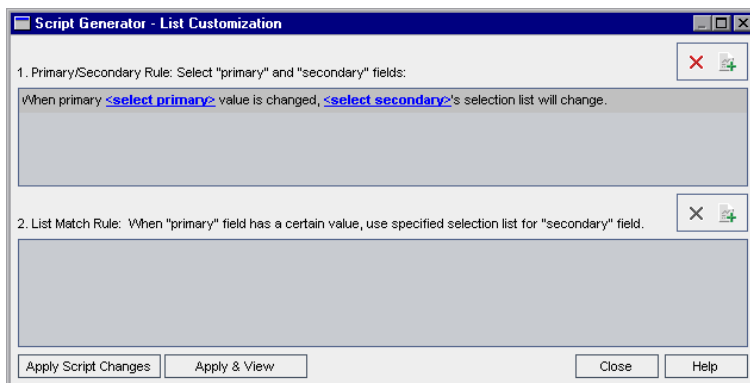 Script Generator - List Customization
1. Primary/Secondary Rule: Select "primary" and "secondary" fields:
When primary <select primary> value is changed, <select secondary>'s selection list will change.
2. List Match Rule: When "primary" field has a certain value, use specified selection list for "secondary" field.
Apply Script Changes Apply & View Close Help